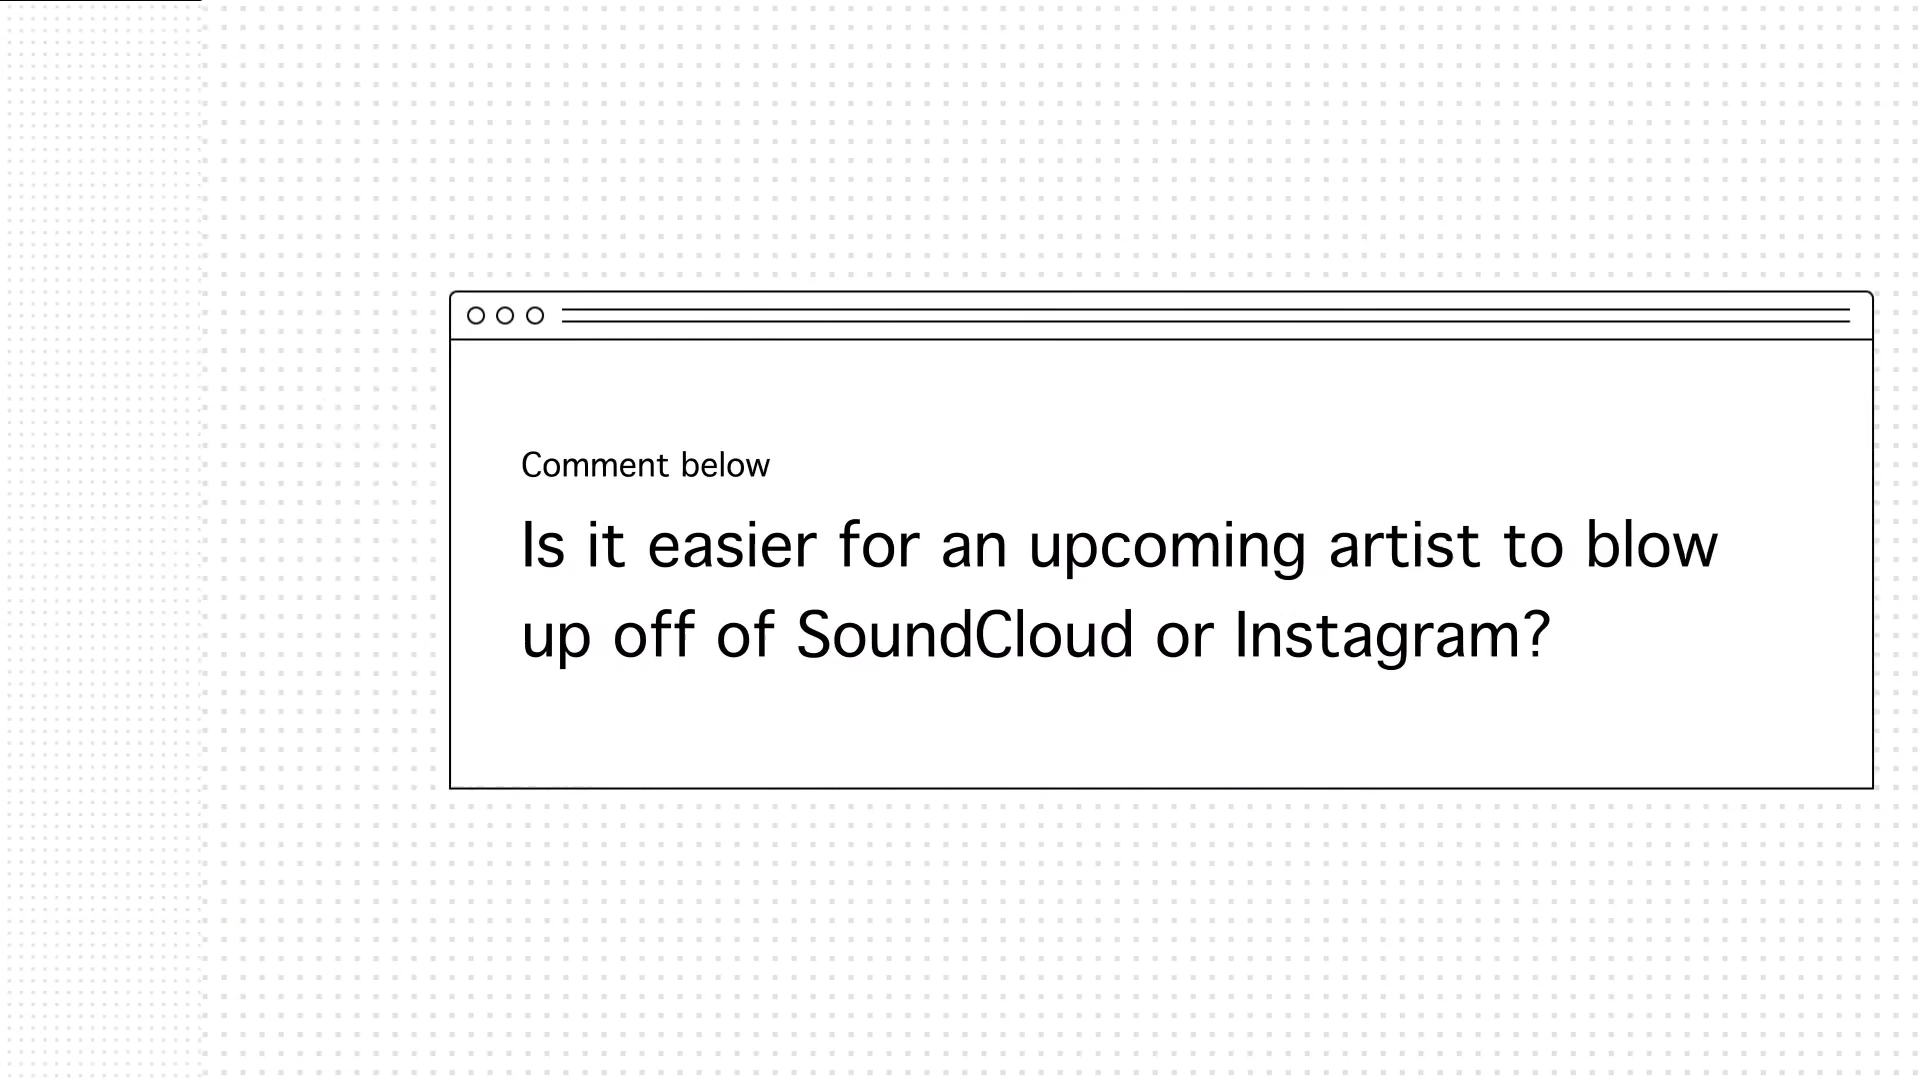 Comment below
Is it easier for an upcoming artist to blow
up off of SoundCloud or Instagram?